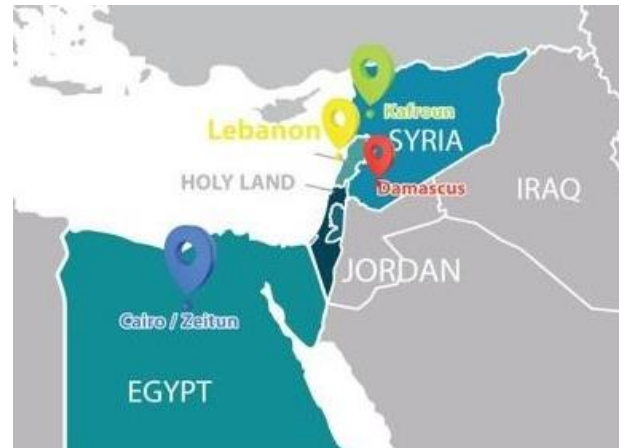 Kafroun
Lebanon
SYRIA
HOLY LAND
Damascus
IRAQ
JORDAN
Cairo / Zeitun
EGYPT